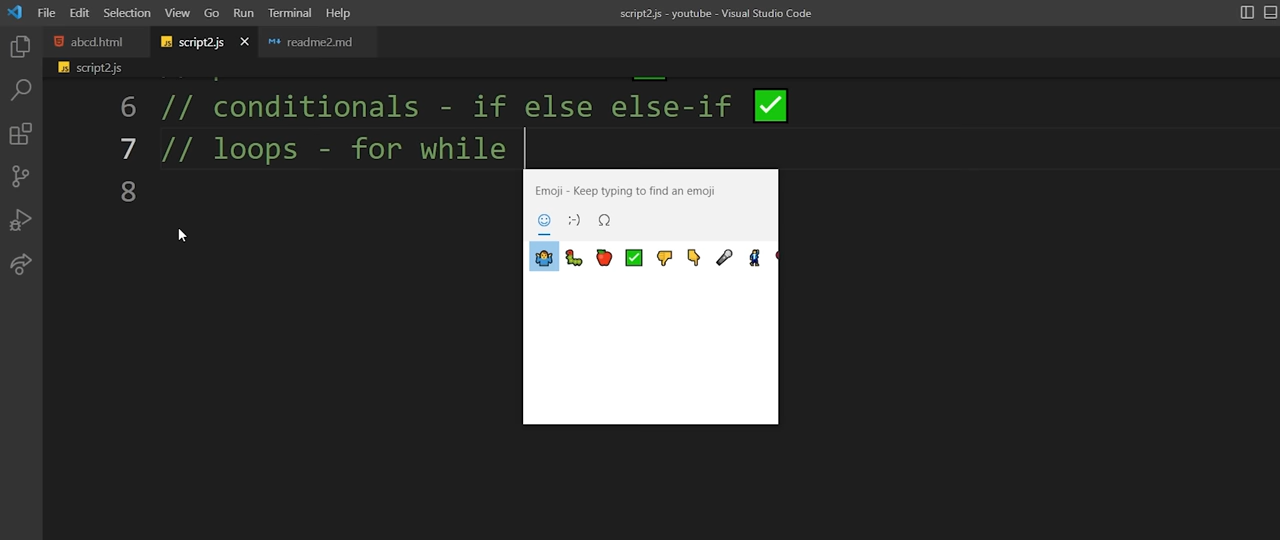 File Edit Selection View Go Run Terminal Help
script2.js - youtube - Visual Studio Code
abcd.html script2.js readme2.md
script2.js
6 // conditionals - if else else-if ✅
7 // loops - for while
8
Emoji - Keep typing to find an emoji
;-) Ω